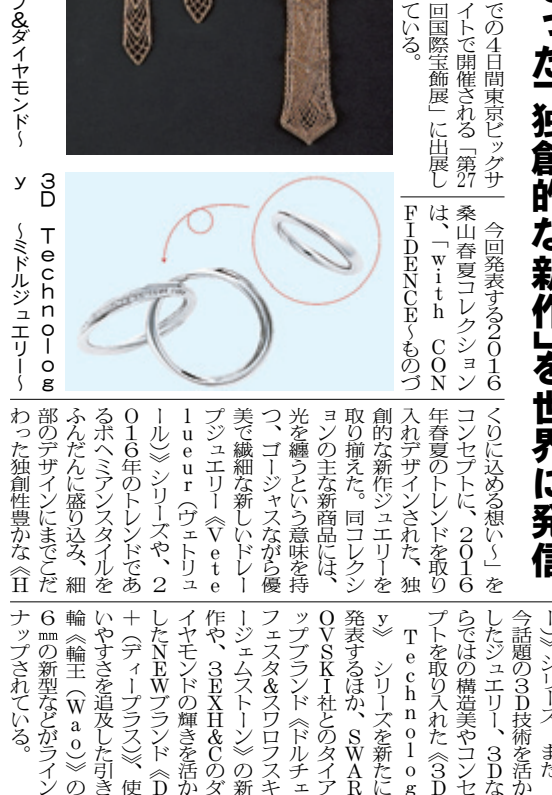 った「独創的な新作」を世界に発信
での4日間東京ビッグサ
イトで開催される「第27
回国際宝飾展」に出展し
ている。
今回発表する2016
桑山春夏コレクション
は、「with CON
FIDENCE〜ものづ
くりに込める想い〜」を
コンセプトに、2016
年春夏のトレンドを取り
入れデザインされた、独
創的な新作ジュエリーを
取り揃えた。同コレクシ
ョンの主な新商品には、
光を纏うという意味を持
つ、ゴージャスながら優
美で繊細な新しいドレー
プジュエリー《Vete
lueur（ヴェトリュ
ール）》シリーズや、2
016年のトレンドであ
るボヘミアンスタイルを
ふんだんに盛り込み、細
部のデザインにまでこだ
わった独創性豊かな《H
ー）》シリーズ、また、
今話題の3D技術を活か
したジュエリー、3Dな
らではの構造美やコンセ
プトを取り入れた《3D
Technolog
y》 シリーズを新たに
発表するほか、SWAR
OVSKI社とのタイア
ップブランド《ドルチェ
フェスタ&スワロフスキ
ージェムストーン》の新
作や、3EXH&Cのダ
イヤモンドの輝きを活か
したNEWブランド《D
+（ディープラス）》、使
いやすさを追及した引き
輪《輪王（Wao）》の
6㎜の新型などがライン
ナップされている。
&ダイヤモンド〜
3D Technolog
y 〜ミドルジュエリー〜